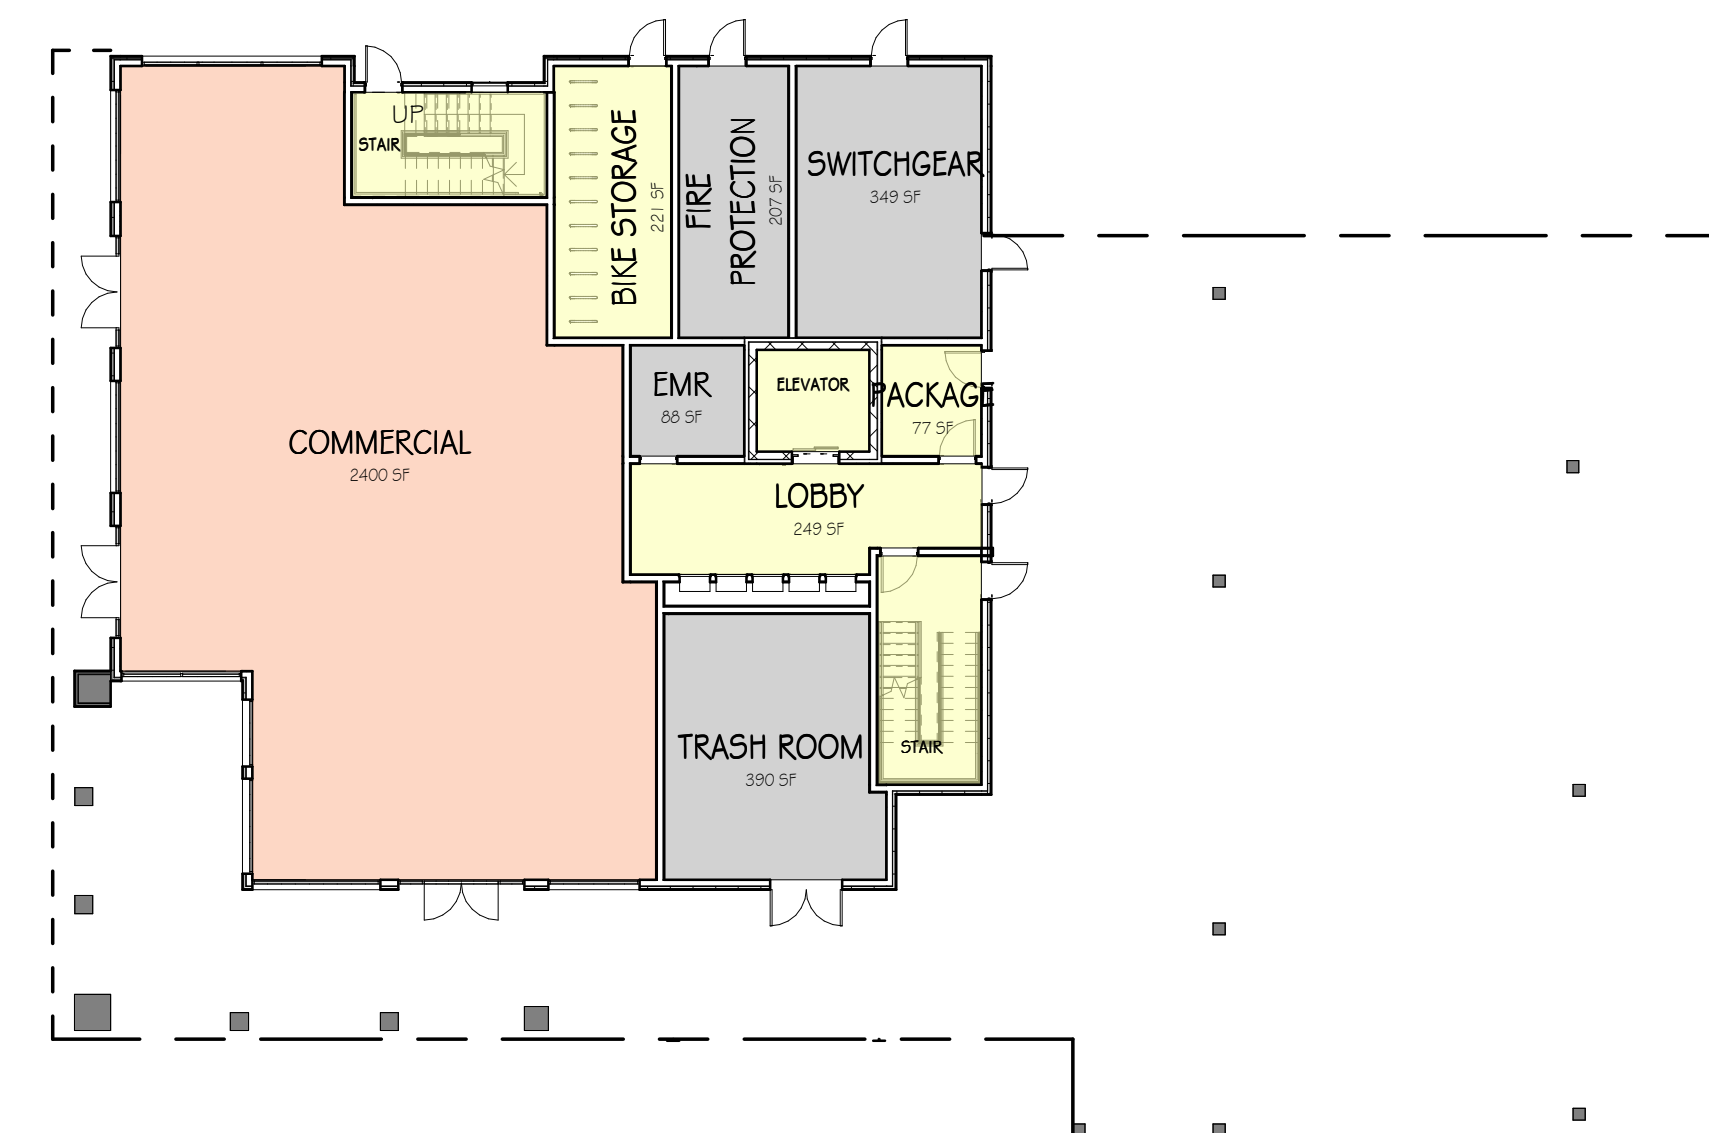 UP
STAIR
BIKE STORAGE
221 SF
FIRE
PROTECTION
207 SF
SWITCHGEAR
349 SF
EMR
88 SF
ELEVATOR
PACKAGE
77 SF
COMMERCIAL
2400 SF
LOBBY
249 SF
TRASH ROOM
390 SF
STAIR